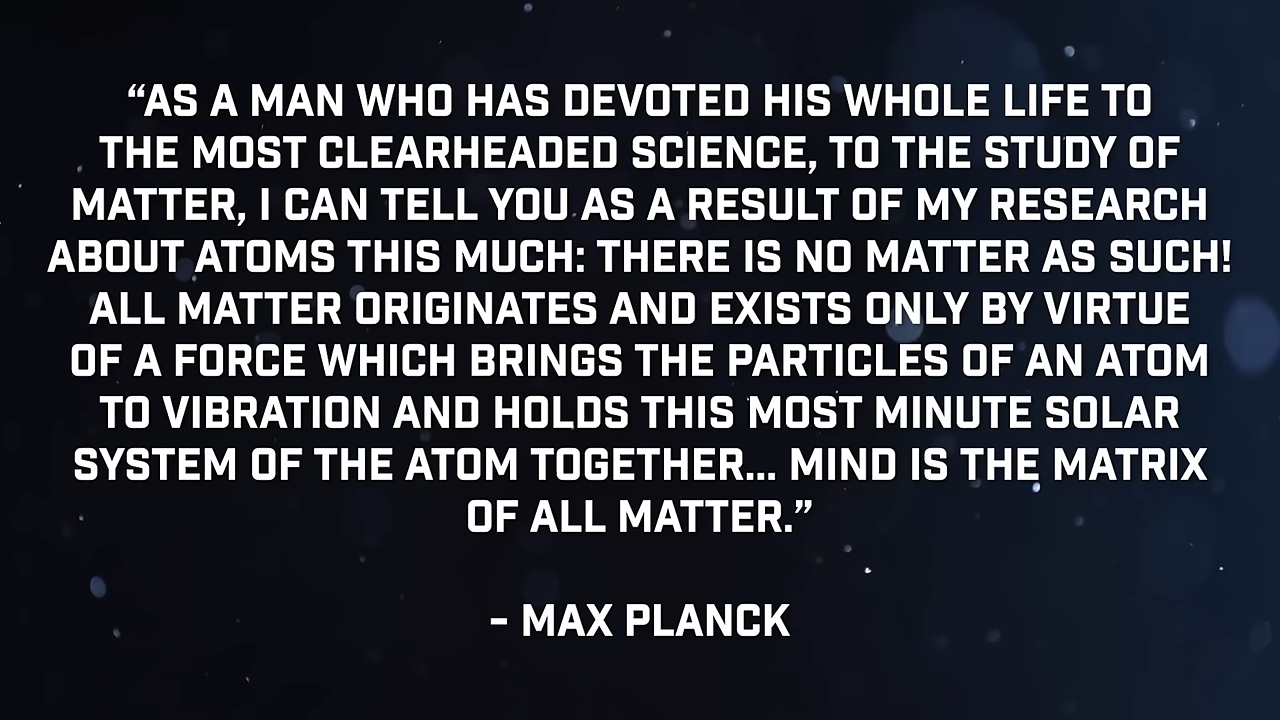 “AS A MAN WHO HAS DEVOTED HIS WHOLE LIFE TO
THE MOST CLEARHEADED SCIENCE, TO THE STUDY OF
MATTER, I CAN TELL YOU AS A RESULT OF MY RESEARCH
ABOUT ATOMS THIS MUCH: THERE IS NO MATTER AS SUCH!
ALL MATTER ORIGINATES AND EXISTS ONLY BY VIRTUE
OF A FORCE WHICH BRINGS THE PARTICLES OF AN ATOM
TO VIBRATION AND HOLDS THIS MOST MINUTE SOLAR
SYSTEM OF THE ATOM TOGETHER... MIND IS THE MATRIX
OF ALL MATTER.”
– MAX PLANCK